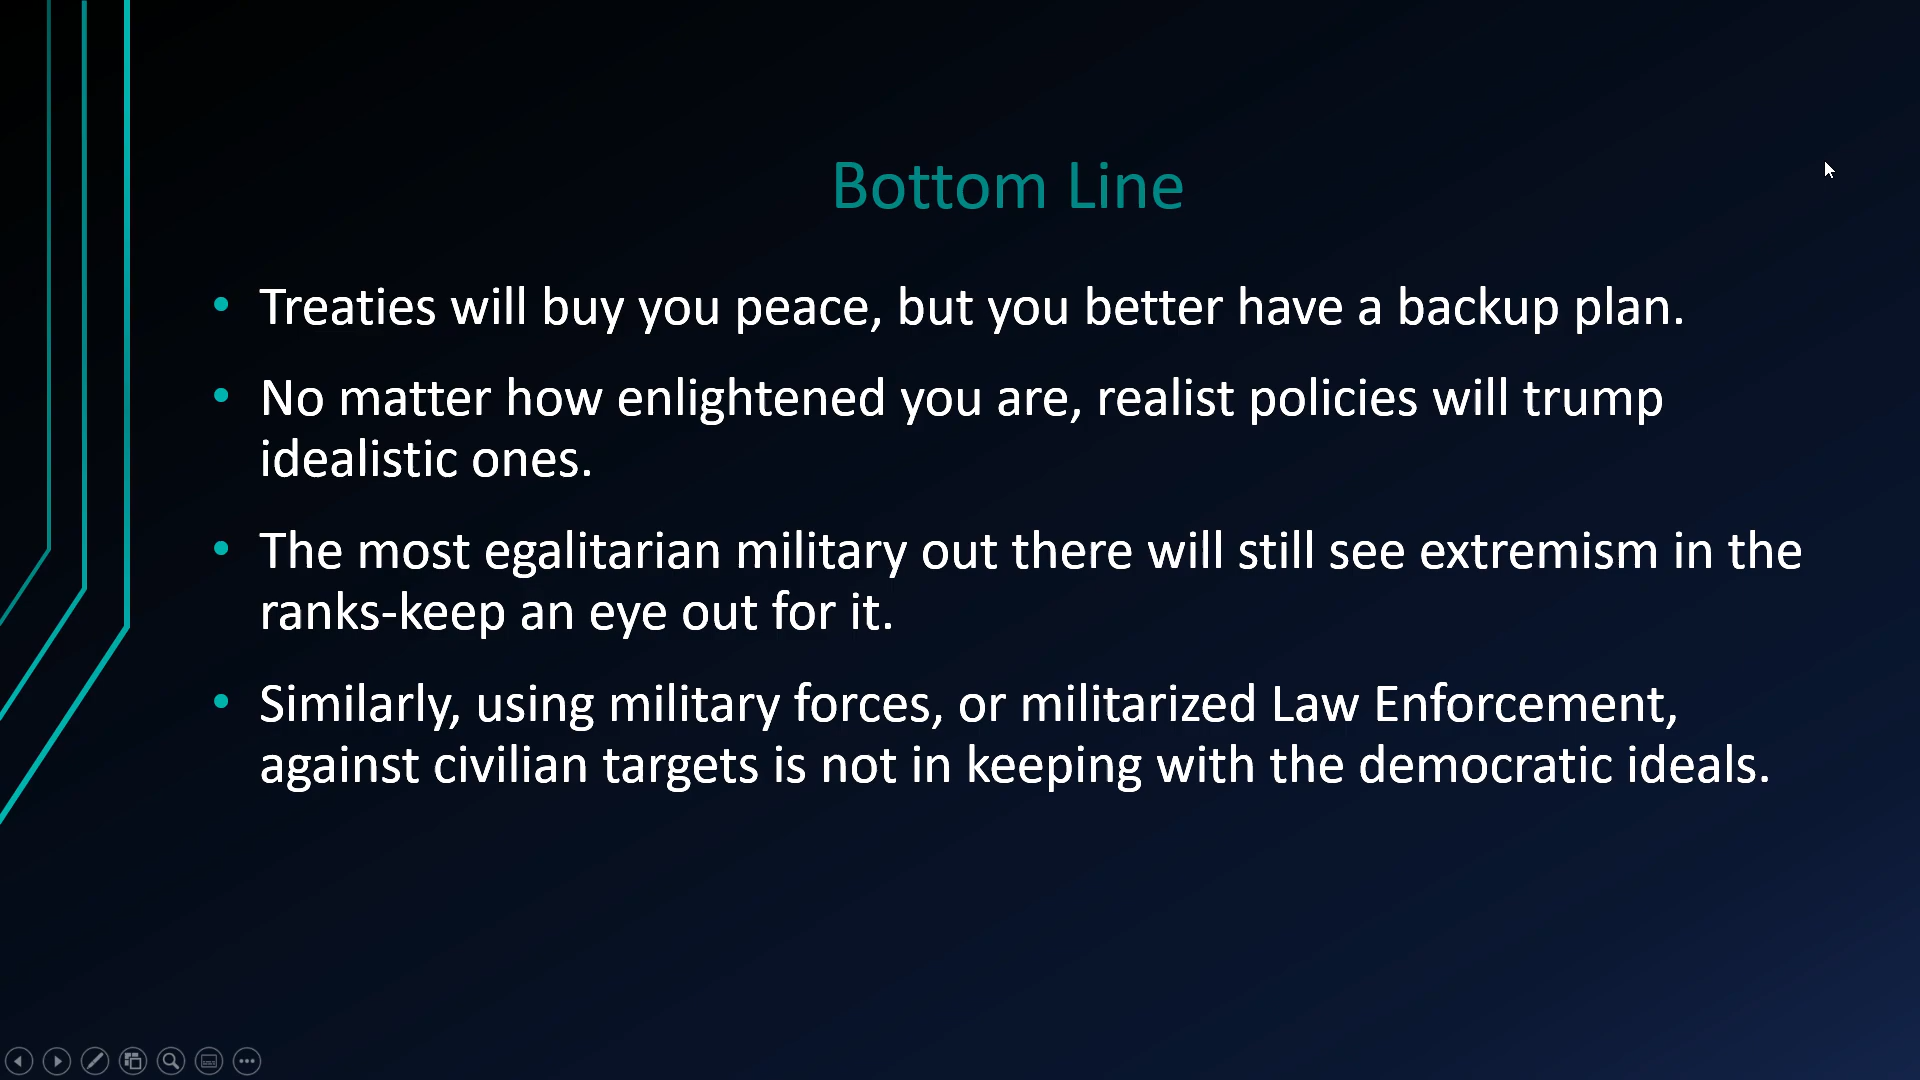 Bottom Line
• Treaties will buy you peace, but you better have a backup plan.
• No matter how enlightened you are, realist policies will trump
idealistic ones.
• The most egalitarian military out there will still see extremism in the
ranks-keep an eye out for it.
• Similarly, using military forces, or militarized Law Enforcement,
against civilian targets is not in keeping with the democratic ideals.